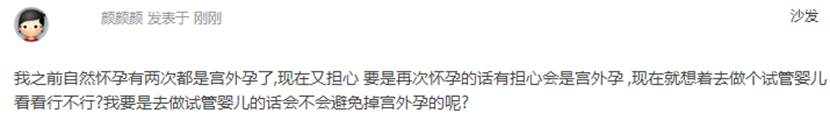 颜颜颜 发表于 刚刚
沙发
我之前自然怀孕有两次都是宫外孕了,现在又担心 要是再次怀孕的话有担心会是宫外孕 ,现在就想着去做个试管婴儿
看看行不行?我要是去做试管婴儿的话会不会避免掉宫外孕的呢?